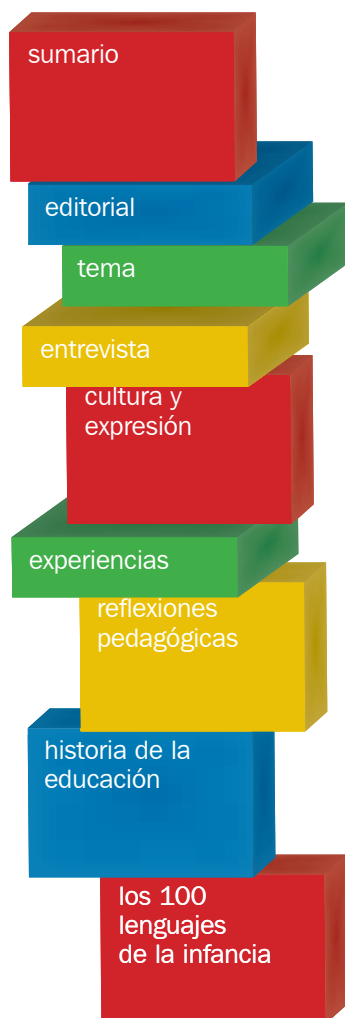 sumario
editorial
tema
entrevista
cultura y
expresión
experiencias
reflexiones
pedagógicas
historia de la
educación
los 100
lenguajes
de la infancia